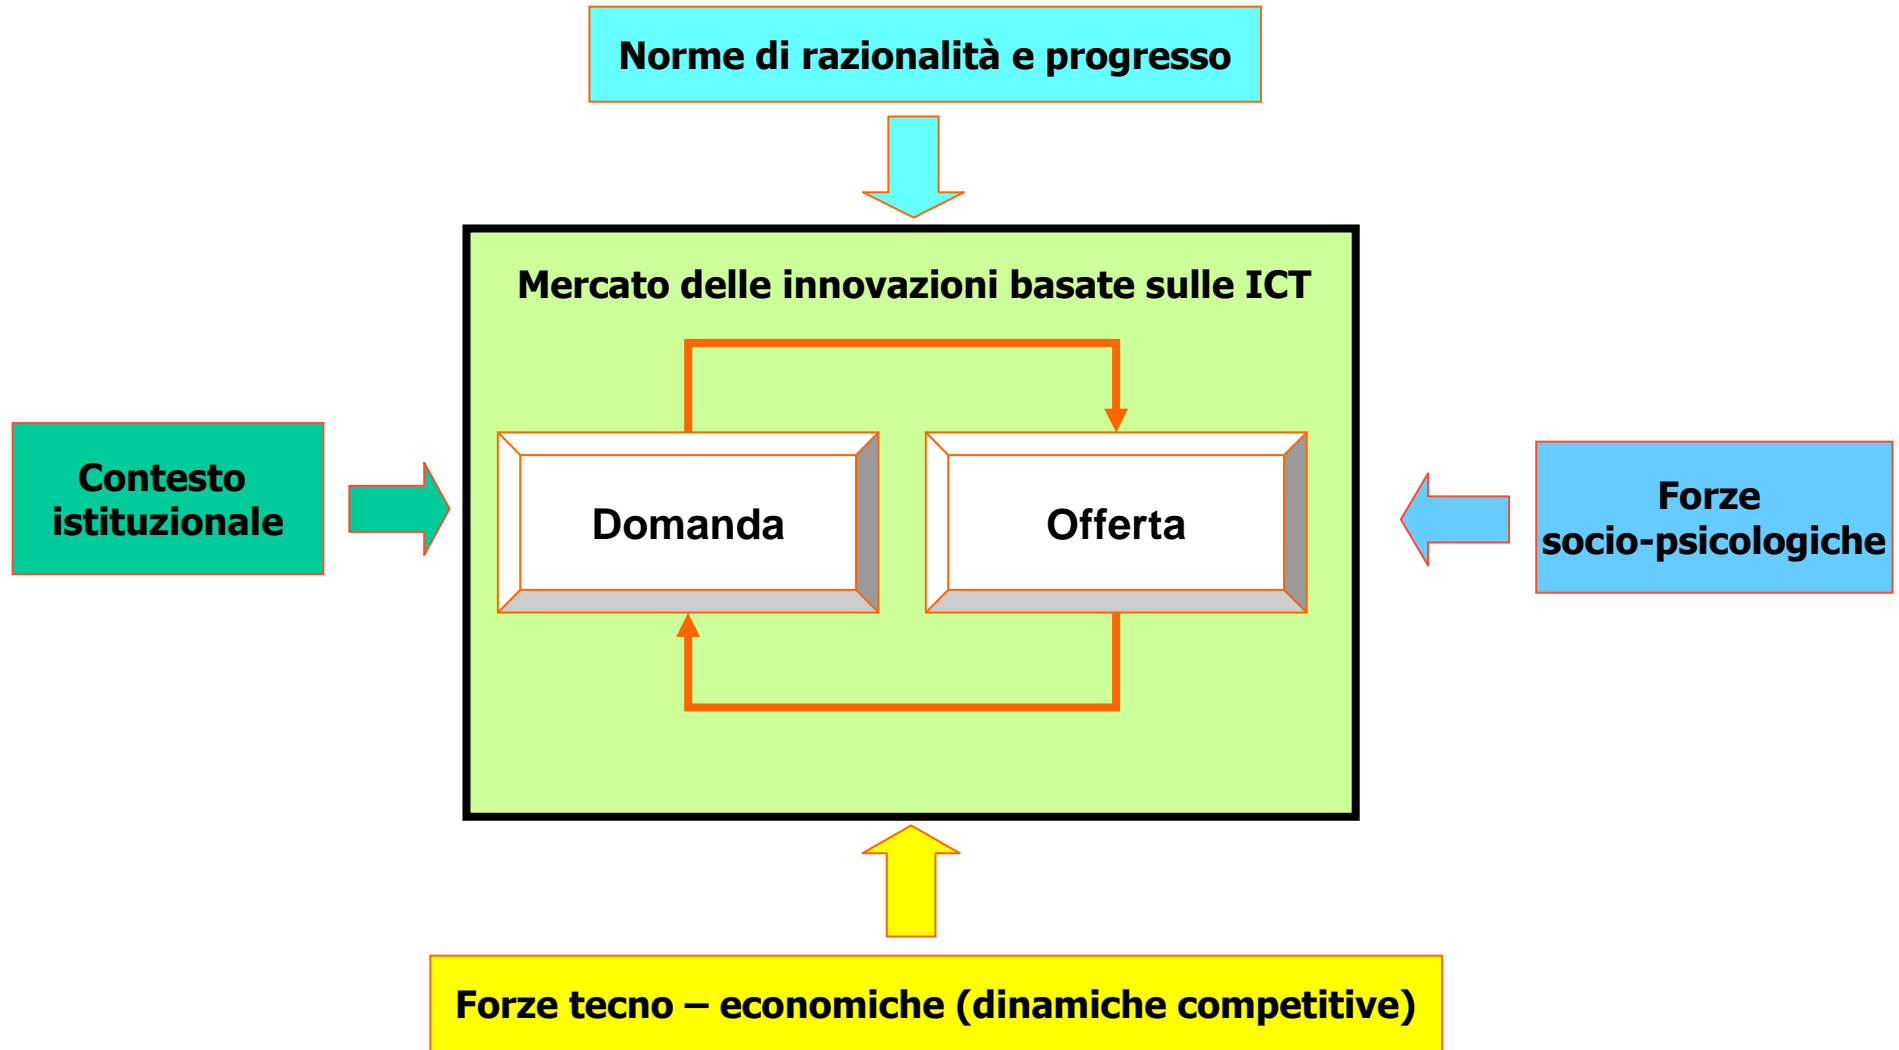 Norme di razionalità e progresso
Mercato delle innovazioni basate sulle ICT
Contesto
istituzionale
Domanda
Offerta
Forze
socio-psicologiche
Forze tecno – economiche (dinamiche competitive)